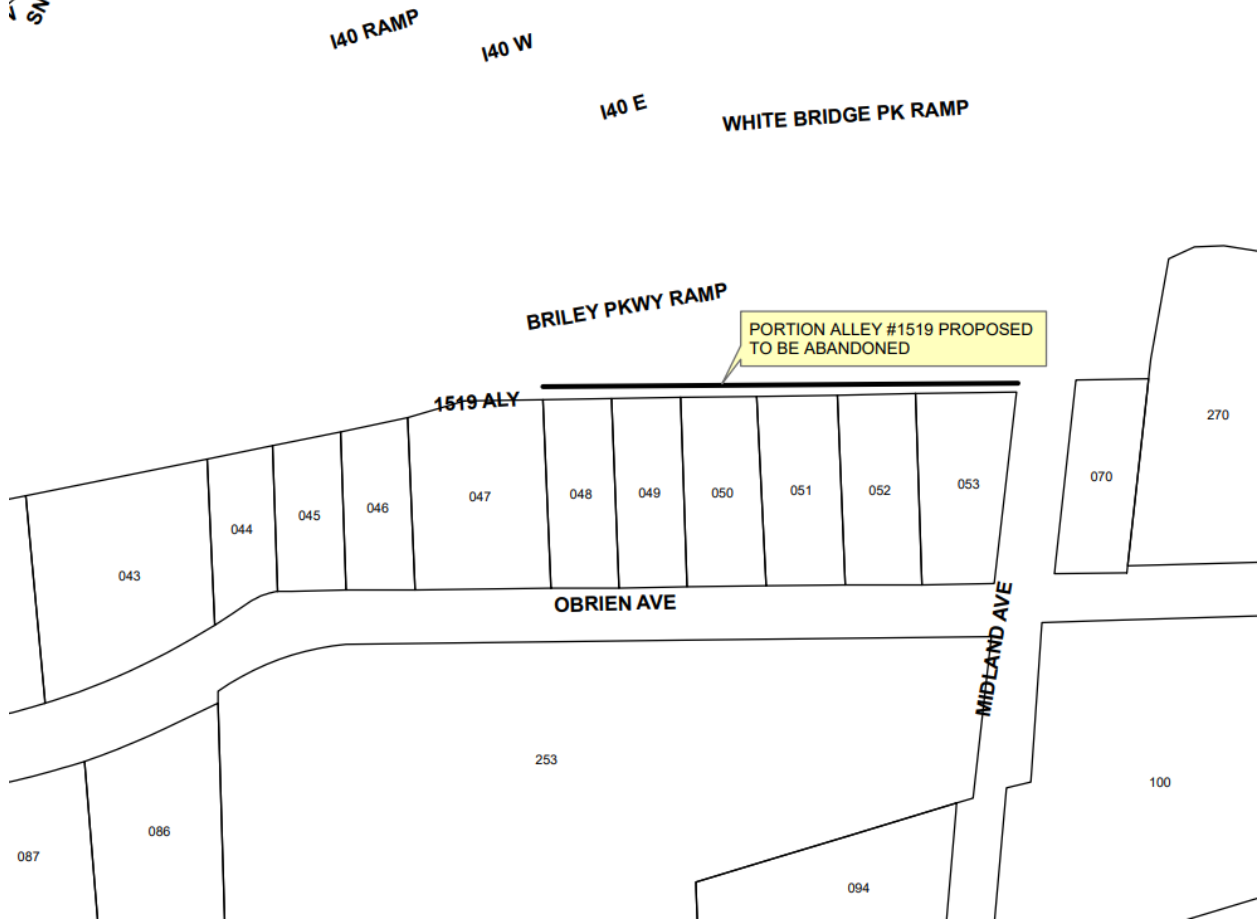 SN
I40 RAMP
I40 W
I40 E
WHITE BRIDGE PK RAMP
BRILEY PKWY RAMP
PORTION ALLEY #1519 PROPOSED
TO BE ABANDONED
1519 ALY
270
070
043
044
045
046
047
048
049
050
051
052
053
OBRIEN AVE
MIDLAND AVE
253
100
086
087
094